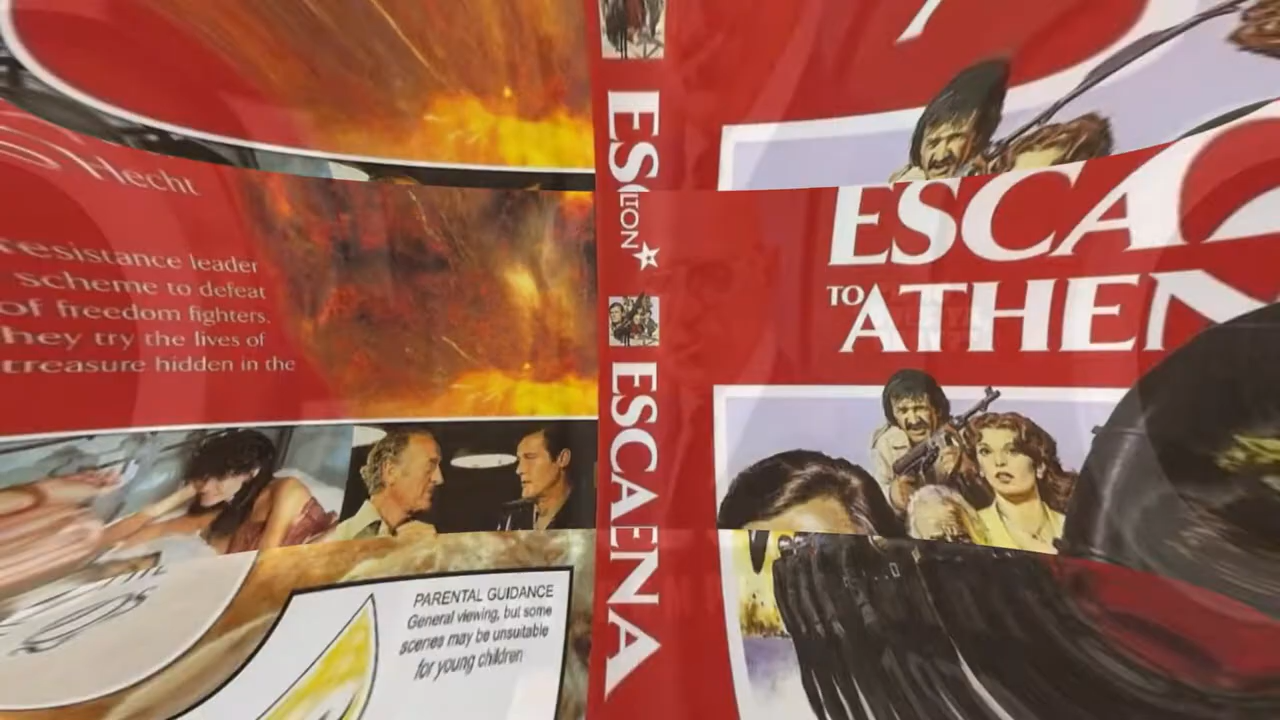 Hecht
resistance leader
scheme to defeat
of freedom fighters.
hey try the lives of
treasure hidden in the
PARENTAL GUIDANCE
General viewing, but some
scenes may be unsuitable
for young children
ESC
LTON
ESCAENA
ESCA
TO ATHEN